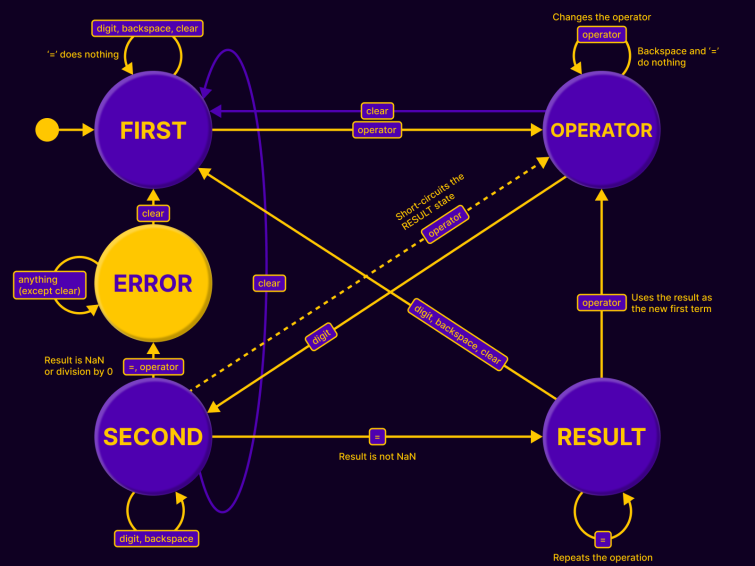 Changes the operator
digit, backspace, clear
operator
'=' does nothing
Backspace and '='
do nothing
clear
FIRST
operator
OPERATOR
Short-circuits the
RESULT state
operator
clear
ERROR
anything
(except clear)
clear
operator
Uses the result as
the new first term
digit
digit, backspace, clear
Result is NaN
or division by 0
=, operator
SECOND
=
RESULT
Result is not NaN
digit, backspace
=
Repeats the operation